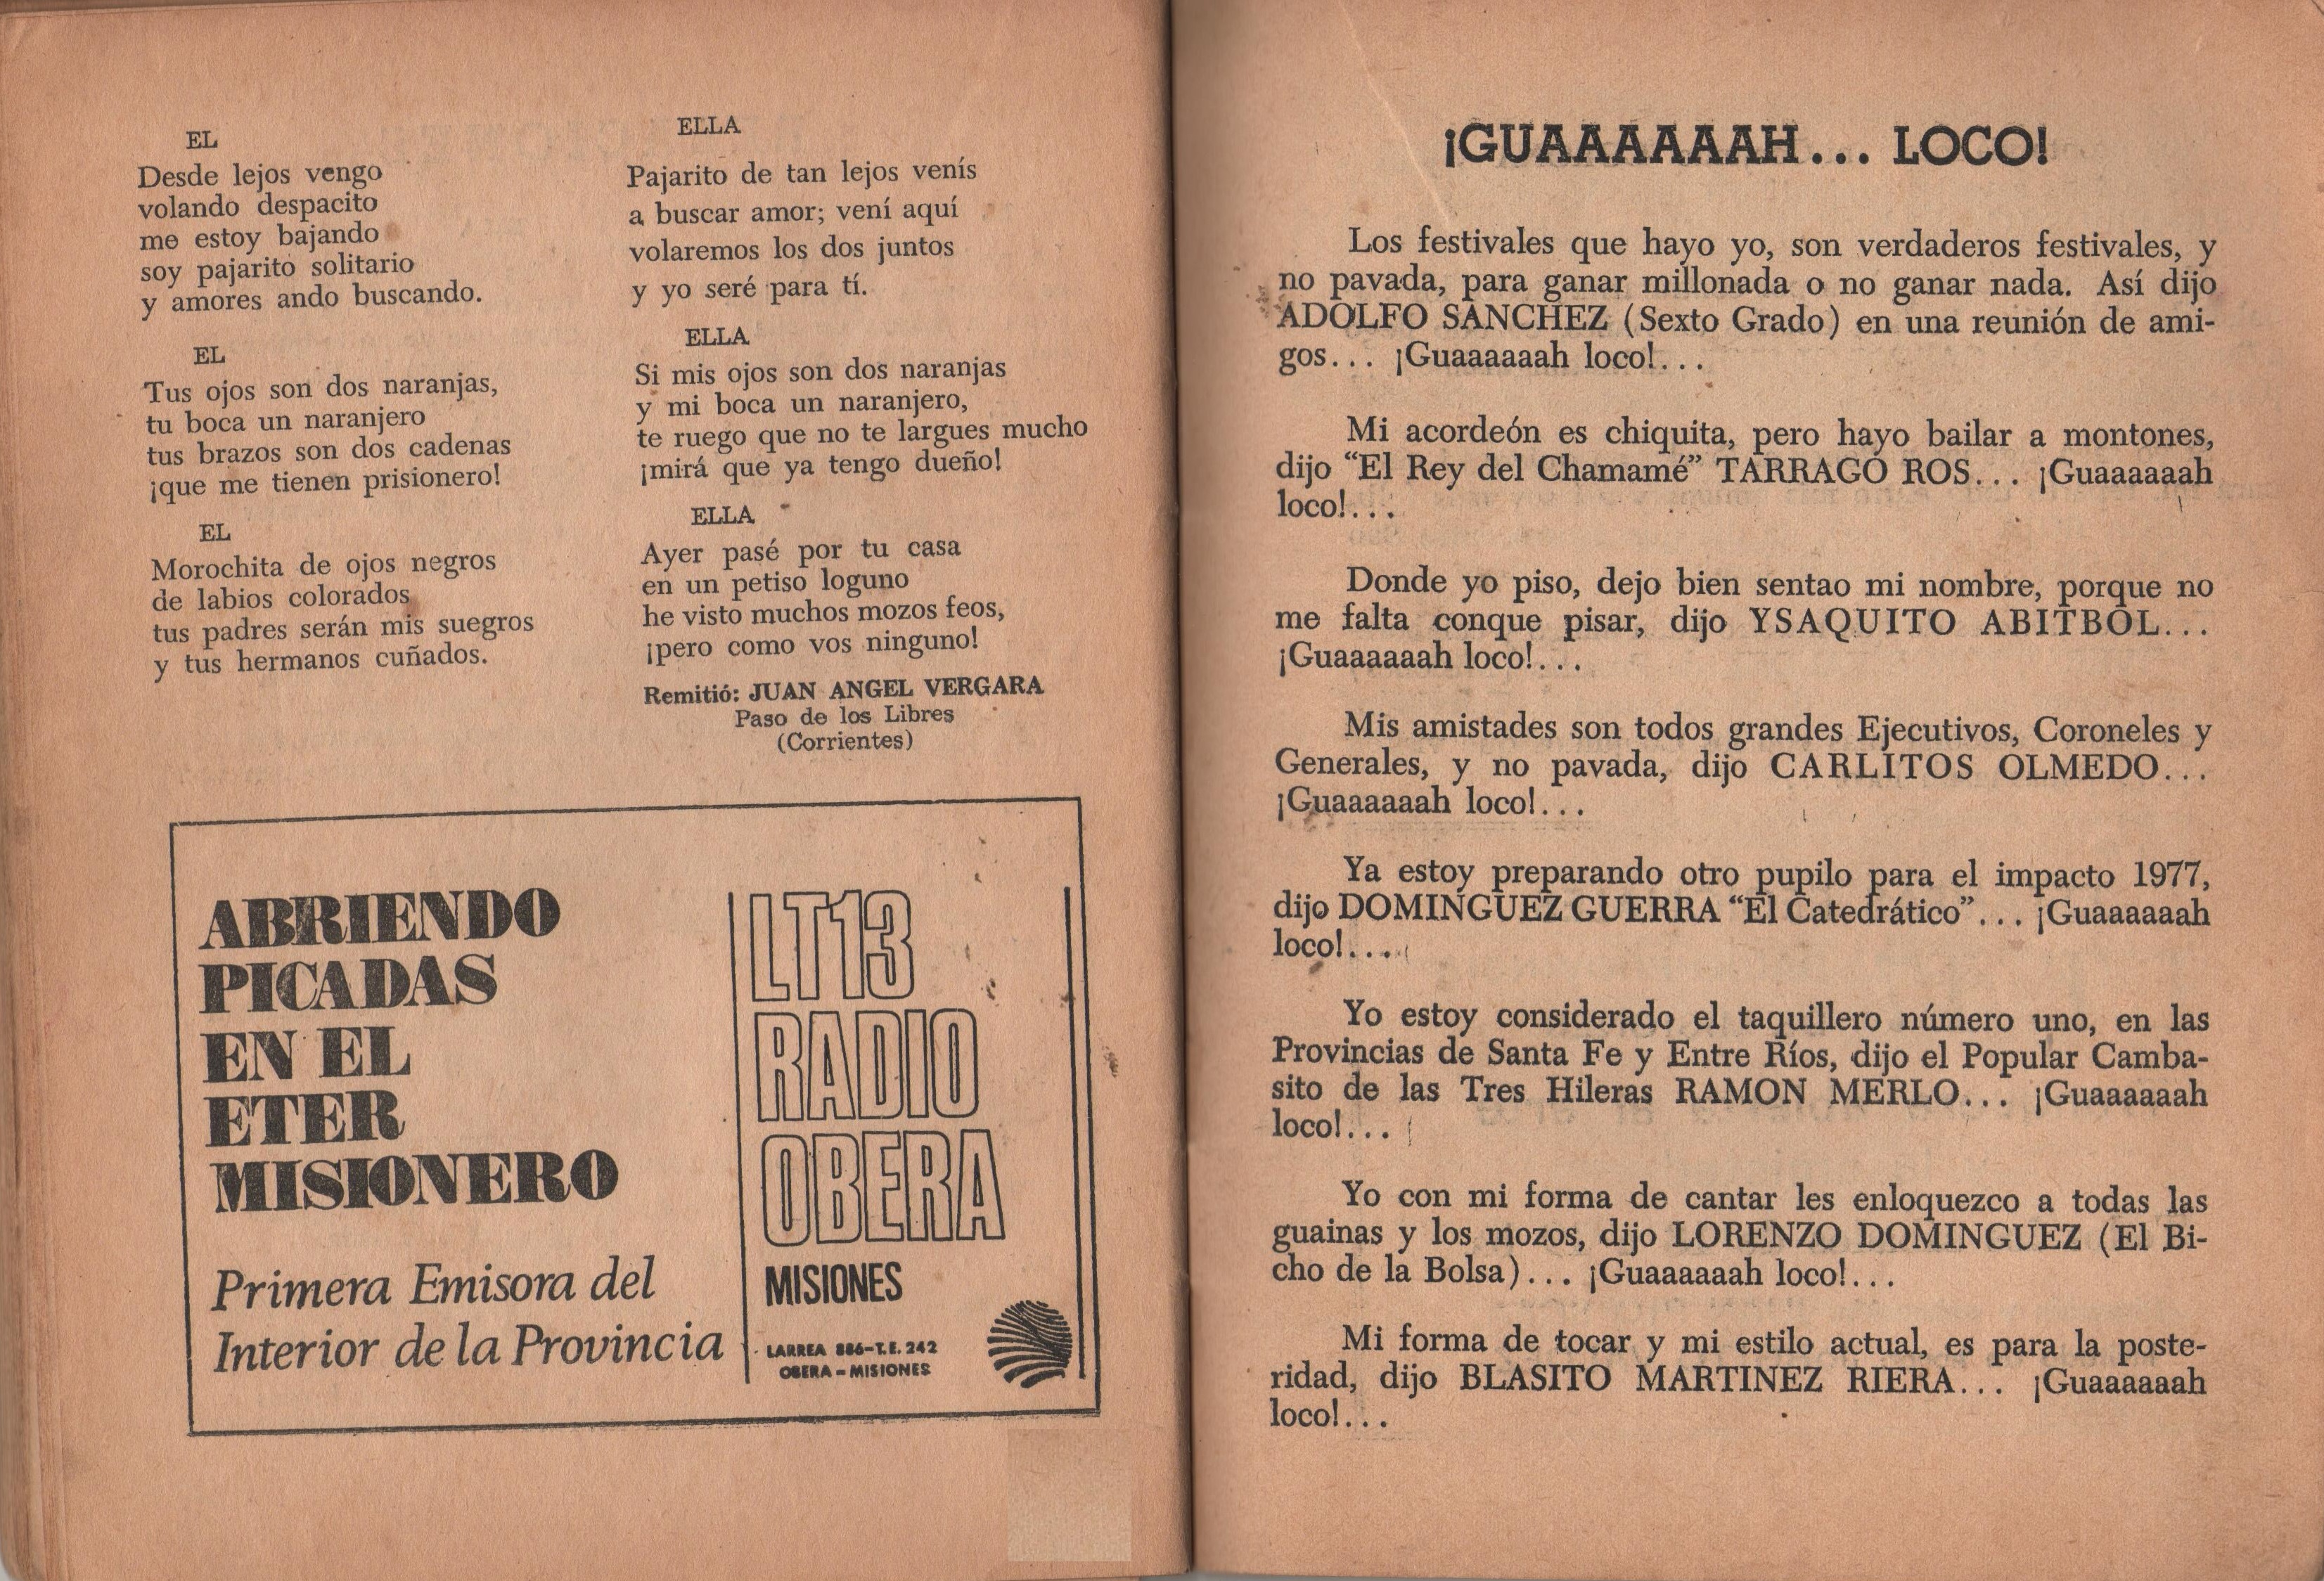 EL
Desde lejos vengo
volando despacito
me estoy bajando
soy pajarito solitario
y amores ando buscando.
ELLA
Pajarito de tan lejos venís
a buscar amor; vení aquí
volaremos los dos juntos
y yo seré para tí.
EL
Tus ojos son dos naranjas,
tu boca un naranjero
tus brazos son dos cadenas
¡que me tienen prisionero!
ELLA
Si mis ojos son dos naranjas
y mi boca un naranjero,
te ruego que no te largues mucho
¡mirá que ya tengo dueño!
EL
Morochita de ojos negros
de labios colorados
tus padres serán mis suegros
y tus hermanos cuñados.
ELLA
Ayer pasé por tu casa
en un petiso loguno
he visto muchos mozos feos,
¡pero como vos ninguno!
Remitió: JUAN ANGEL VERGARA
Paso de los Libres
(Corrientes)
ABRIENDO
PICADAS
EN EL
ETER
MISIONERO
Primera Emisora del
Interior de la Provincia
LT13
RADIO
OBERA
MISIONES
LARREA 886-T.E. 242
OBERA - MISIONES
¡GUAAAAAAAH... LOCO!
Los festivales que hayo yo, son verdaderos festivales, y
no pavada, para ganar millonada o no ganar nada. Así dijo
ADOLFO SANCHEZ (Sexto Grado) en una reunión de ami-
gos... ¡Guaaaaaah loco!...
Mi acordeón es chiquita, pero hayo bailar a montones,
dijo “El Rey del Chamamé” TARRAGO ROS... ¡Guaaaaaah
loco!...
Donde yo piso, dejo bien sentao mi nombre, porque no
me falta conque pisar, dijo YSAQUITO ABITBOL...
¡Guaaaaaah loco!...
Mis amistades son todos grandes Ejecutivos, Coroneles y
Generales, y no pavada, dijo CARLITOS OLMEDO...
¡Guaaaaaah loco!...
Ya estoy preparando otro pupilo para el impacto 1977,
dijo DOMINGUEZ GUERRA “El Catedrático”... ¡Guaaaaaah
loco!...
Yo estoy considerado el taquillero número uno, en las
Provincias de Santa Fe y Entre Ríos, dijo el Popular Camba-
sito de las Tres Hileras RAMON MERLO... ¡Guaaaaaah
loco!...
Yo con mi forma de cantar les enloquezco a todas las
guainas y los mozos, dijo LORENZO DOMINGUEZ (El Bi-
cho de la Bolsa)... ¡Guaaaaaah loco!...
Mi forma de tocar y mi estilo actual, es para la poste-
ridad, dijo BLASITO MARTINEZ RIERA... ¡Guaaaaaah
loco!...